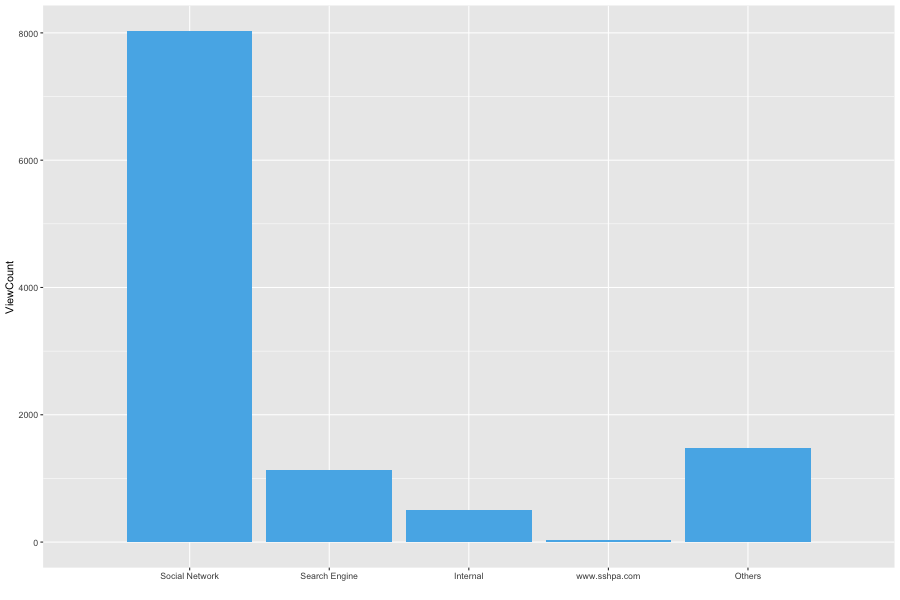 8000
6000
4000
2000
0
ViewCount
Social Network
Search Engine
Internal
www.sshpa.com
Others